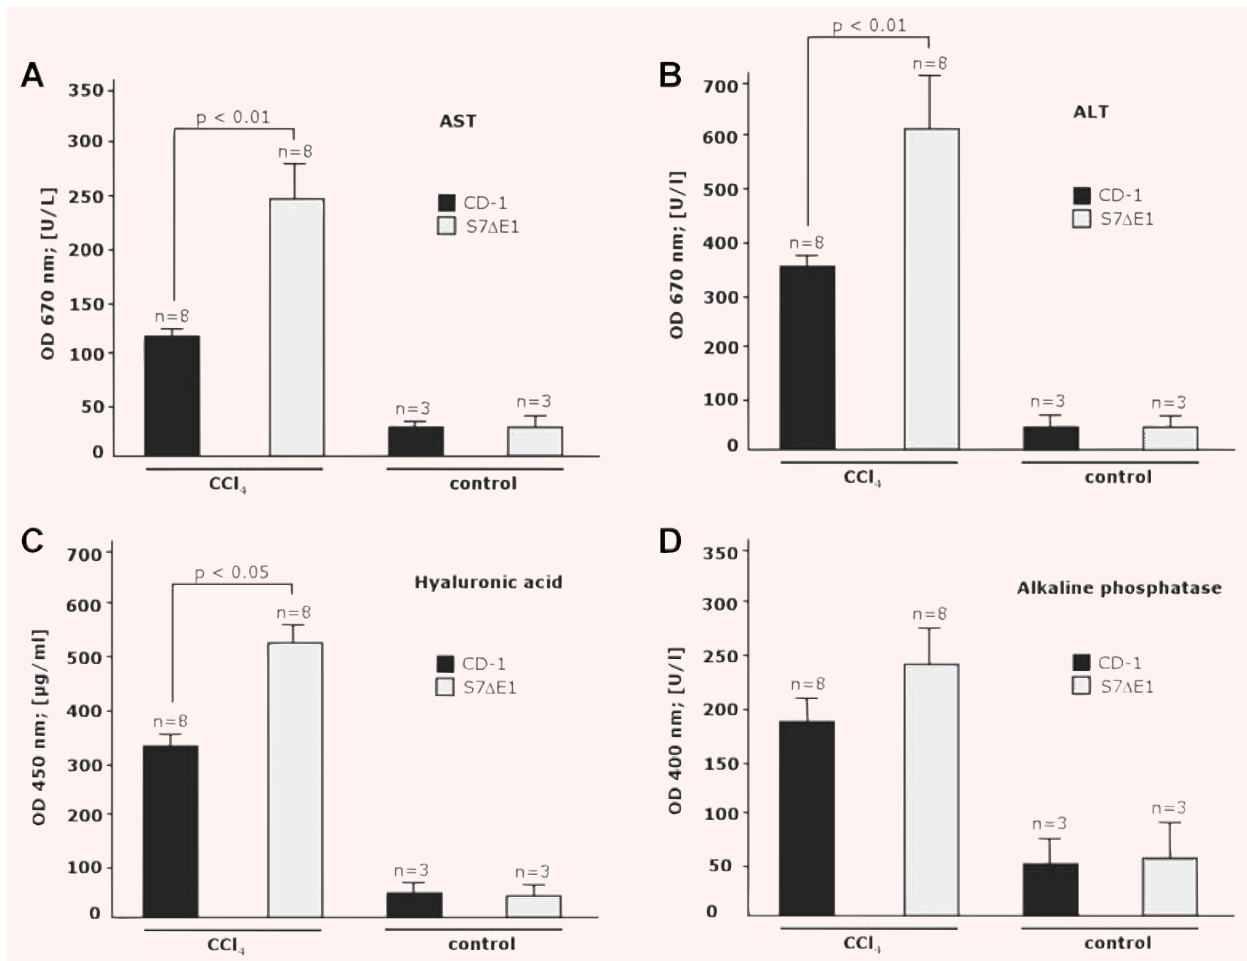 A
AST
OD 670 nm; [U/L]
350
300
250
200
150
100
50
0
p < 0.01
n=8
n=8
n=3
n=3
CD-1
S7ΔE1
CCl₄
control
B
ALT
OD 670 nm; [U/l]
700
600
500
400
300
200
100
0
p < 0.01
n=8
n=8
n=3
n=3
CD-1
S7ΔE1
CCl₄
control
C
Hyaluronic acid
OD 450 nm; [µg/ml]
700
600
500
400
300
200
100
0
p < 0.05
n=8
n=8
n=3
n=3
CD-1
S7ΔE1
CCl₄
control
D
Alkaline phosphatase
OD 400 nm; [U/l]
350
300
250
200
150
100
50
0
n=8
n=8
n=3
n=3
CD-1
S7ΔE1
CCl₄
control